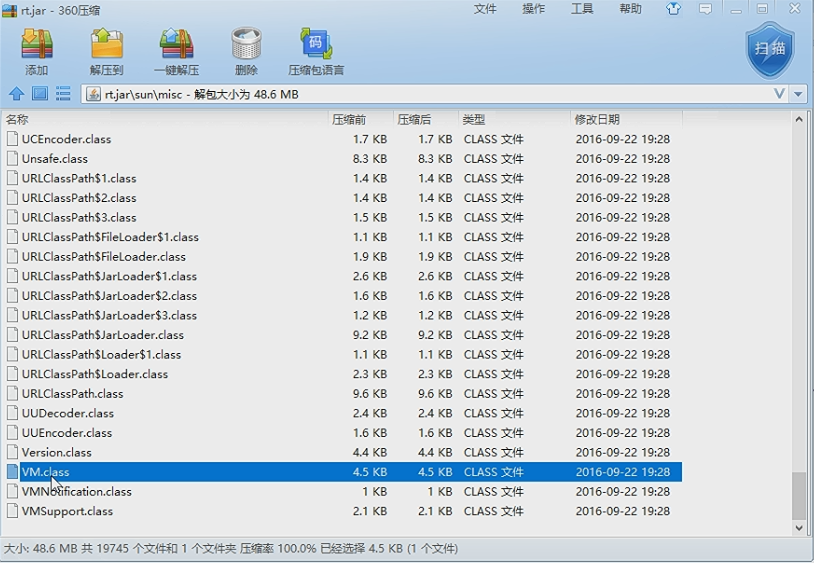 rt.jar - 360压缩 文件 操作 工具 帮助
码 扫描
添加 解压到 一键解压 删除 压缩包语言
rt.jar\sun\misc - 解包大小为 48.6 MB
名称 压缩前 压缩后 类型 修改日期
UCEncoder.class 1.7 KB 1.7 KB CLASS 文件 2016-09-22 19:28
Unsafe.class 8.3 KB 8.3 KB CLASS 文件 2016-09-22 19:28
URLClassPath$1.class 1.4 KB 1.4 KB CLASS 文件 2016-09-22 19:28
URLClassPath$2.class 1.4 KB 1.4 KB CLASS 文件 2016-09-22 19:28
URLClassPath$3.class 1.5 KB 1.5 KB CLASS 文件 2016-09-22 19:28
URLClassPath$FileLoader$1.class 1.1 KB 1.1 KB CLASS 文件 2016-09-22 19:28
URLClassPath$FileLoader.class 1.9 KB 1.9 KB CLASS 文件 2016-09-22 19:28
URLClassPath$JarLoader$1.class 2.6 KB 2.6 KB CLASS 文件 2016-09-22 19:28
URLClassPath$JarLoader$2.class 1.6 KB 1.6 KB CLASS 文件 2016-09-22 19:28
URLClassPath$JarLoader$3.class 1.2 KB 1.2 KB CLASS 文件 2016-09-22 19:28
URLClassPath$JarLoader.class 9.2 KB 9.2 KB CLASS 文件 2016-09-22 19:28
URLClassPath$Loader$1.class 1.1 KB 1.1 KB CLASS 文件 2016-09-22 19:28
URLClassPath$Loader.class 2.3 KB 2.3 KB CLASS 文件 2016-09-22 19:28
URLClassPath.class 9.6 KB 9.6 KB CLASS 文件 2016-09-22 19:28
UUDecoder.class 2.4 KB 2.4 KB CLASS 文件 2016-09-22 19:28
UUEncoder.class 1.6 KB 1.6 KB CLASS 文件 2016-09-22 19:28
Version.class 4.4 KB 4.4 KB CLASS 文件 2016-09-22 19:28
VM.class 4.5 KB 4.5 KB CLASS 文件 2016-09-22 19:28
VMNotification.class 1 KB 1 KB CLASS 文件 2016-09-22 19:28
VMSupport.class 2.1 KB 2.1 KB CLASS 文件 2016-09-22 19:28
大小: 48.6 MB 共 19745 个文件和 1 个文件夹 压缩率 100.0% 已经选择 4.5 KB (1 个文件)